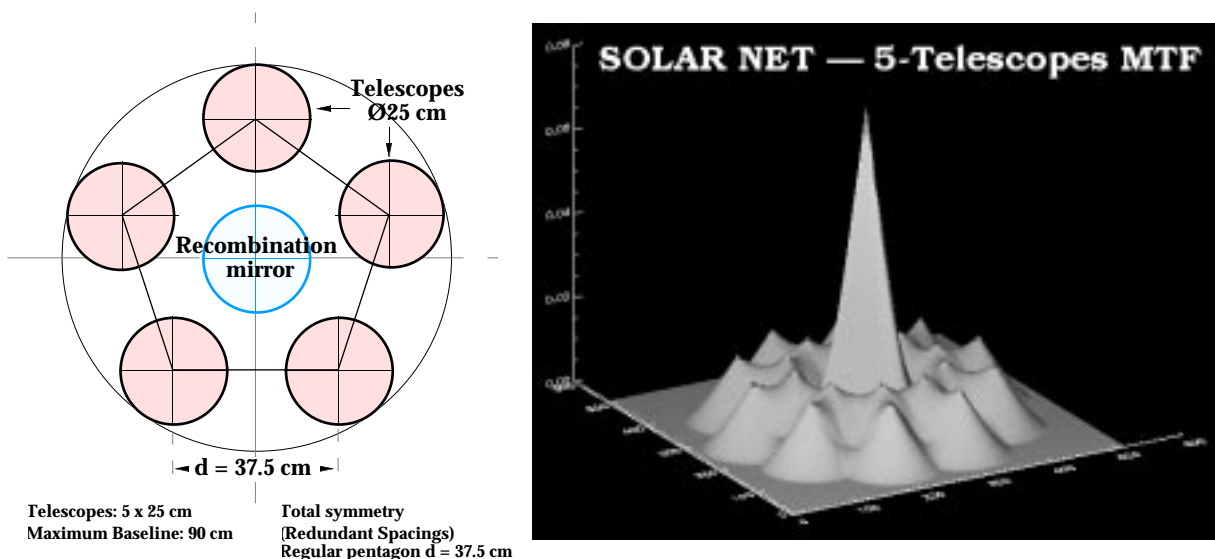 Telescopes
Ø25 cm
Recombination
mirror
d = 37.5 cm
Telescopes: 5 x 25 cm
Maximum Baseline: 90 cm
Total symmetry
(Redundant Spacings)
Regular pentagon d = 37.5 cm
SOLAR NET — 5-Telescopes MTF